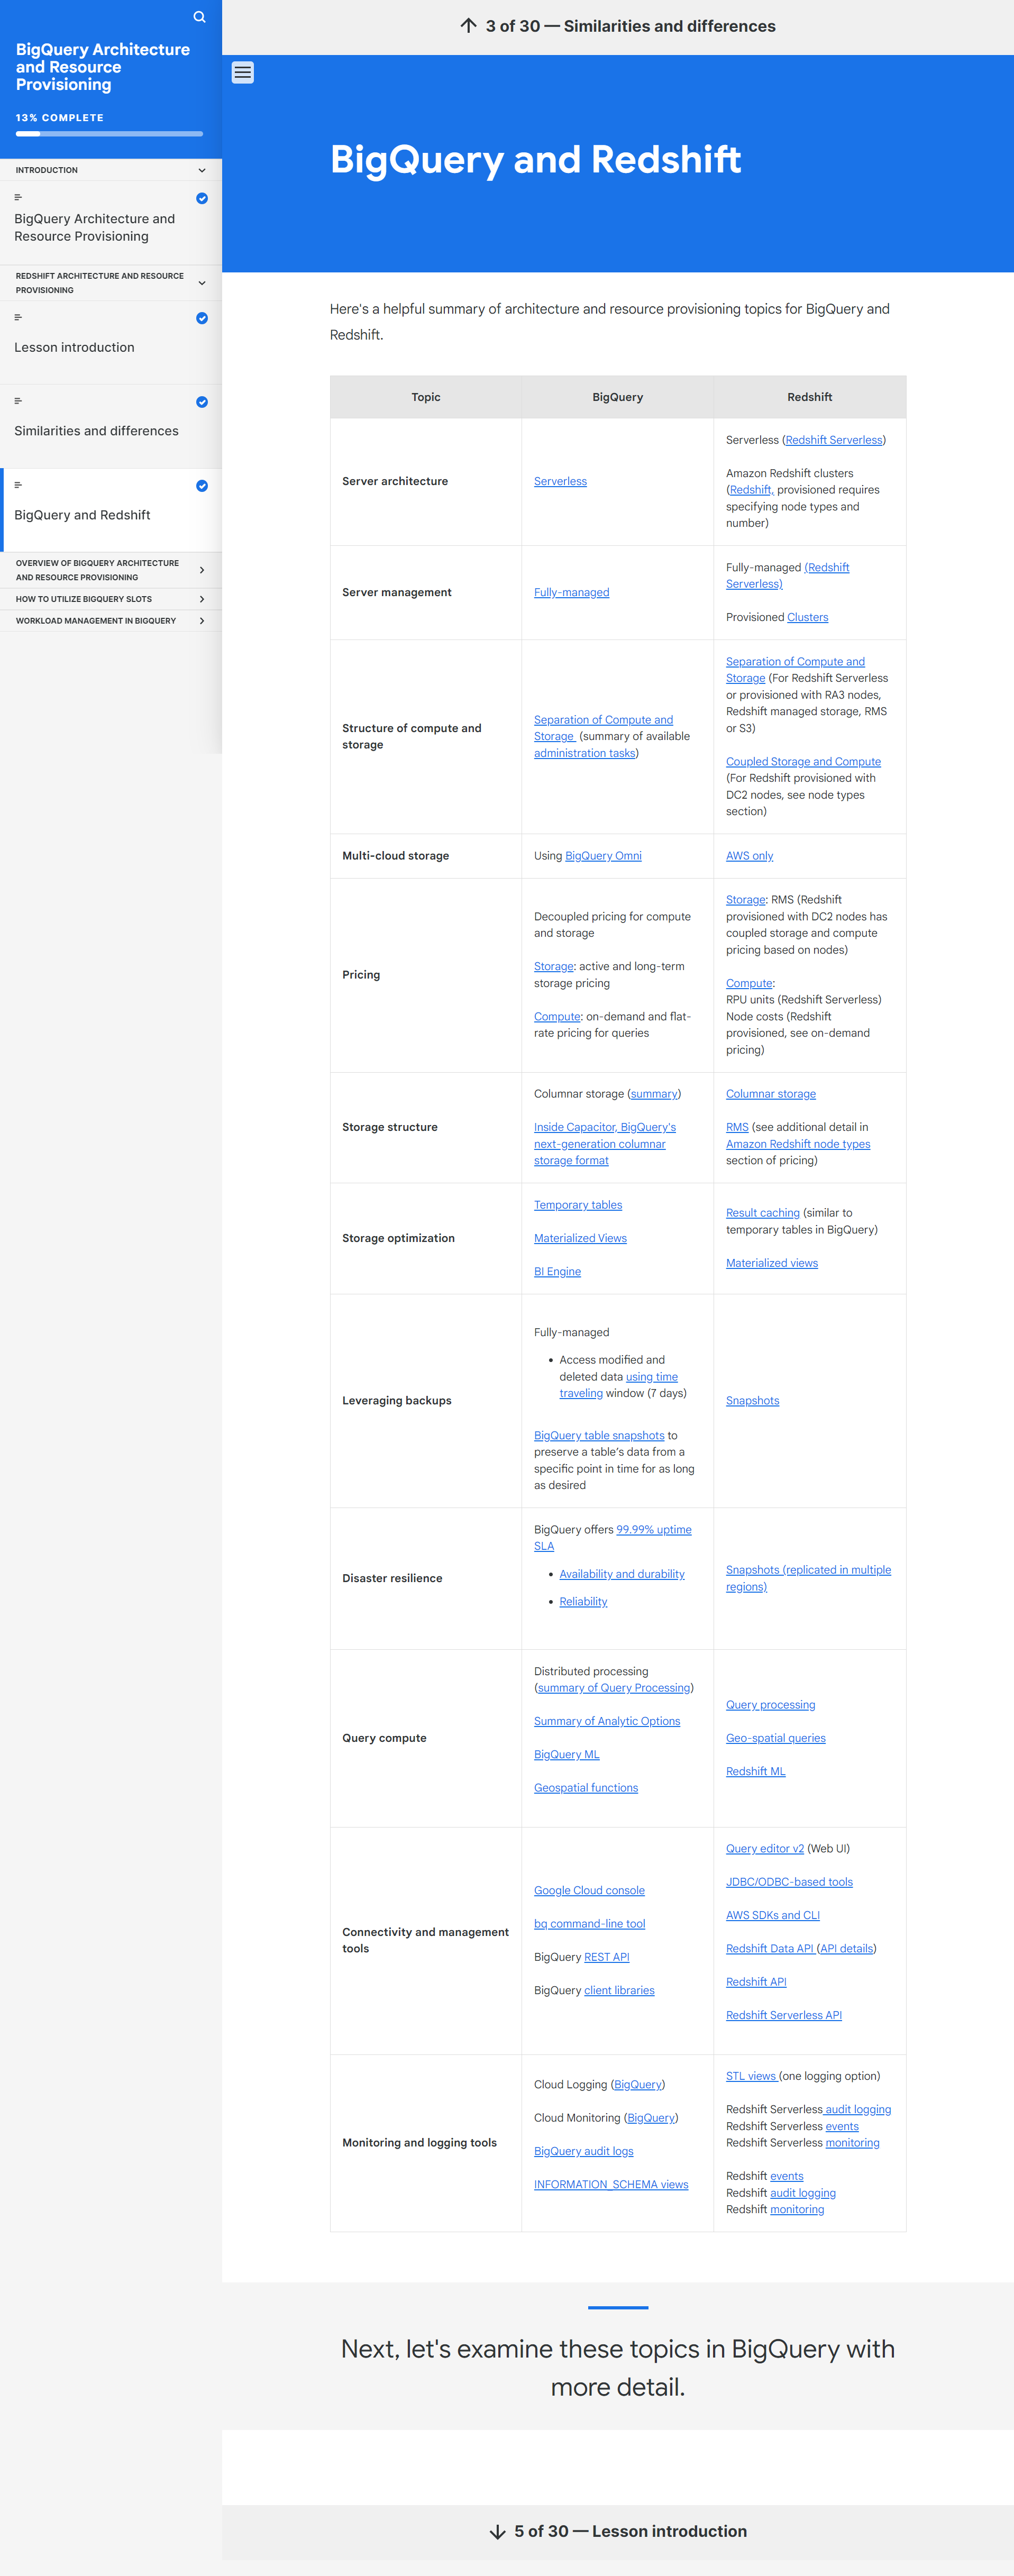 BigQuery Architecture
and Resource
Provisioning
13% COMPLETE
INTRODUCTION
BigQuery Architecture and
Resource Provisioning
REDSHIFT ARCHITECTURE AND RESOURCE
PROVISIONING
Lesson introduction
Similarities and differences
BigQuery and Redshift
OVERVIEW OF BIGQUERY ARCHITECTURE
AND RESOURCE PROVISIONING
HOW TO UTILIZE BIGQUERY SLOTS
WORKLOAD MANAGEMENT IN BIGQUERY
3 of 30 — Similarities and differences
BigQuery and Redshift
Here's a helpful summary of architecture and resource provisioning topics for BigQuery and
Redshift.
Topic
BigQuery
Redshift
Server architecture
Serverless
Serverless (Redshift Serverless)
Amazon Redshift clusters
(Redshift, provisioned requires
specifying node types and
number)
Server management
Fully-managed
Fully-managed (Redshift
Serverless)
Provisioned Clusters
Structure of compute and
storage
Separation of Compute and
Storage (summary of available
administration tasks)
Separation of Compute and
Storage (For Redshift Serverless
or provisioned with RA3 nodes,
Redshift managed storage, RMS
or S3)
Coupled Storage and Compute
(For Redshift provisioned with
DC2 nodes, see node types
section)
Multi-cloud storage
Using BigQuery Omni
AWS only
Pricing
Decoupled pricing for compute
and storage
Storage: active and long-term
storage pricing
Compute: on-demand and flat-
rate pricing for queries
Storage: RMS (Redshift
provisioned with DC2 nodes has
coupled storage and compute
pricing based on nodes)
Compute:
RPU units (Redshift Serverless)
Node costs (Redshift
provisioned, see on-demand
pricing)
Storage structure
Columnar storage (summary)
Inside Capacitor, BigQuery's
next-generation columnar
storage format
Columnar storage
RMS (see additional detail in
Amazon Redshift node types
section of pricing)
Storage optimization
Temporary tables
Materialized Views
BI Engine
Result caching (similar to
temporary tables in BigQuery)
Materialized views
Leveraging backups
Fully-managed
• Access modified and
deleted data using time
traveling window (7 days)
BigQuery table snapshots to
preserve a table's data from a
specific point in time for as long
as desired
Snapshots
Disaster resilience
BigQuery offers 99.99% uptime
SLA
• Availability and durability
• Reliability
Snapshots (replicated in multiple
regions)
Query compute
Distributed processing
(summary of Query Processing)
Summary of Analytic Options
BigQuery ML
Geospatial functions
Query processing
Geo-spatial queries
Redshift ML
Connectivity and management
tools
Google Cloud console
bq command-line tool
BigQuery REST API
BigQuery client libraries
Query editor v2 (Web UI)
JDBC/ODBC-based tools
AWS SDKs and CLI
Redshift Data API (API details)
Redshift API
Redshift Serverless API
Monitoring and logging tools
Cloud Logging (BigQuery)
Cloud Monitoring (BigQuery)
BigQuery audit logs
INFORMATION_SCHEMA views
STL views (one logging option)
Redshift Serverless audit logging
Redshift Serverless events
Redshift Serverless monitoring
Redshift events
Redshift audit logging
Redshift monitoring
Next, let's examine these topics in BigQuery with
more detail.
5 of 30 — Lesson introduction